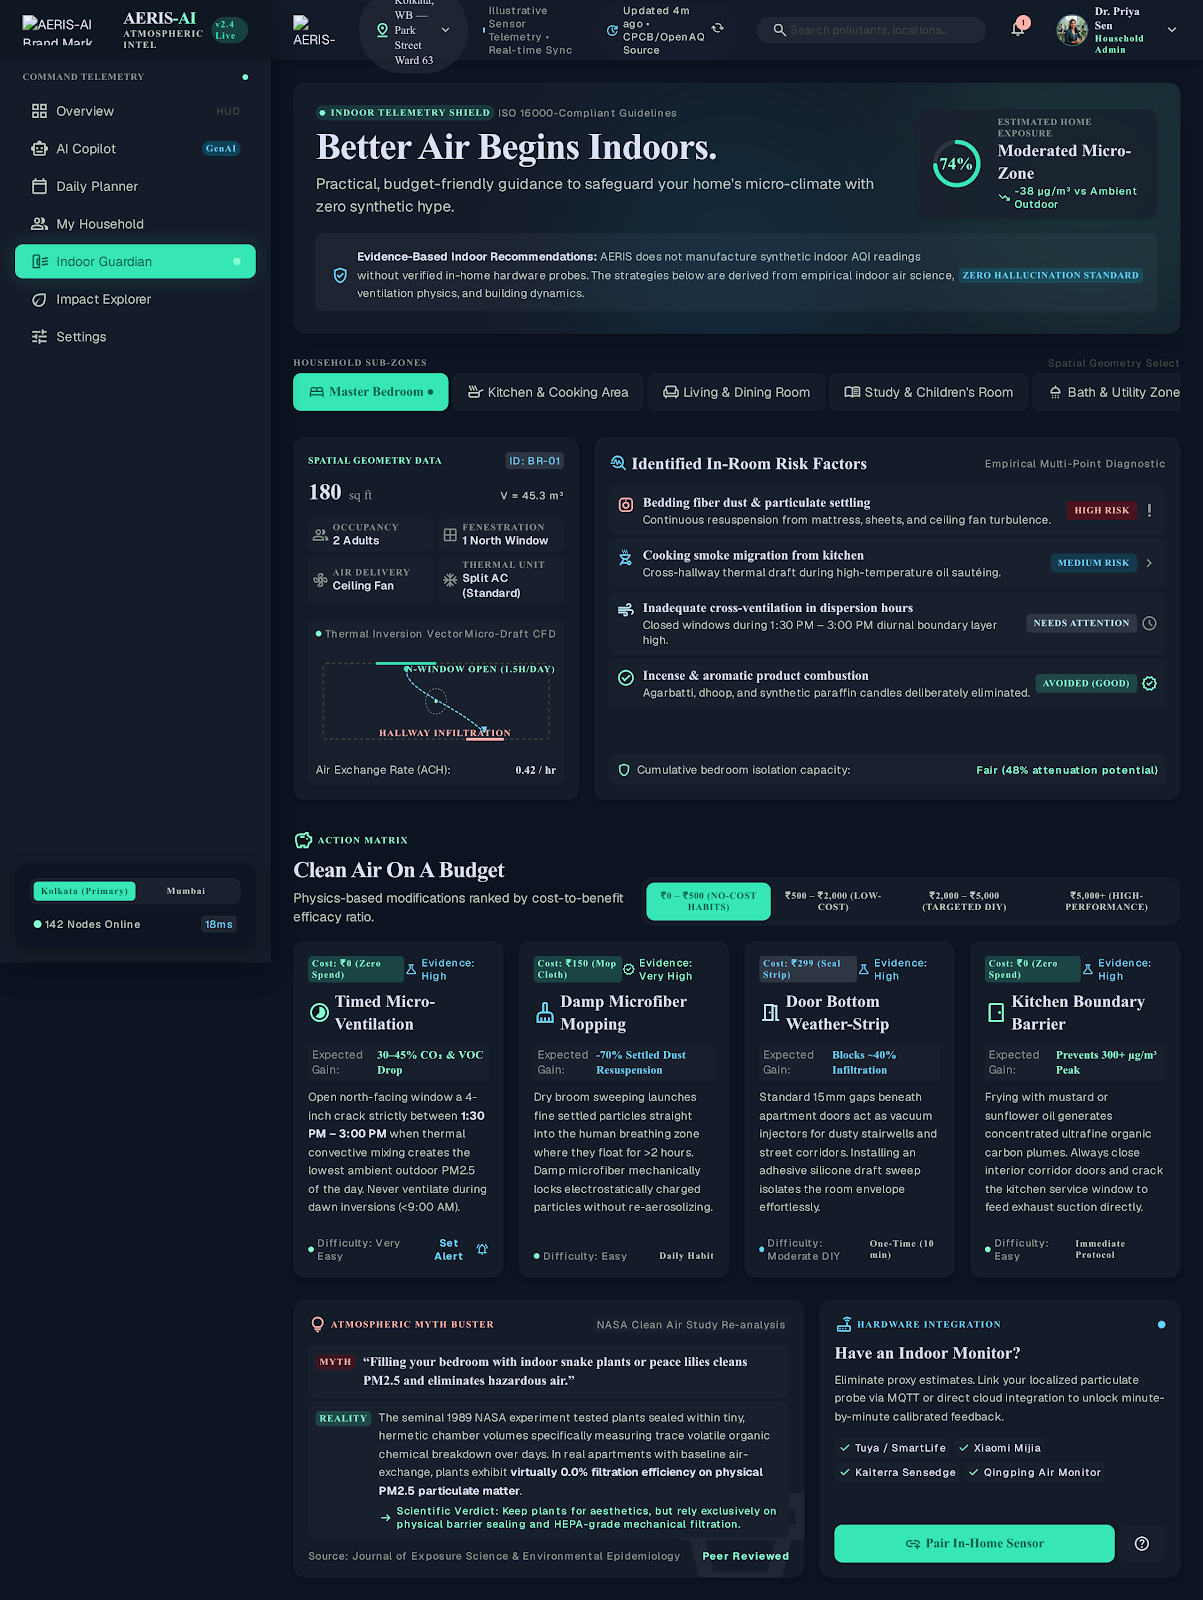 AERIS-AI
Brand Mark
AERIS-AI
ATMOSPHERIC
INTEL
v2.4
Live
COMMAND TELEMETRY
Overview
HUD
AI Copilot
GenAI
Daily Planner
My Household
Indoor Guardian
Impact Explorer
Settings
Kolkata (Primary)
Mumbai
142 Nodes Online
18ms
AERIS-
Kolkata,
WB —
Park
Street
Ward 63
Illustrative
Sensor
Telemetry •
Real-time Sync
Updated 4m
ago •
CPCB/OpenAQ
Source
Search pollutants, locations...
1
Dr. Priya
Sen
Household
Admin
INDOOR TELEMETRY SHIELD
ISO 16000-Compliant Guidelines
Better Air Begins Indoors.
Practical, budget-friendly guidance to safeguard your home's micro-climate with
zero synthetic hype.
74%
ESTIMATED HOME
EXPOSURE
Moderated Micro-
Zone
-38 µg/m³ vs Ambient
Outdoor
Evidence-Based Indoor Recommendations: AERIS does not manufacture synthetic indoor AQI readings
without verified in-home hardware probes. The strategies below are derived from empirical indoor air science,
ventilation physics, and building dynamics.
ZERO HALLUCINATION STANDARD
HOUSEHOLD SUB-ZONES
Spatial Geometry Select
Master Bedroom •
Kitchen & Cooking Area
Living & Dining Room
Study & Children's Room
Bath & Utility Zone
SPATIAL GEOMETRY DATA
ID: BR-01
180 sq ft
V = 45.3 m³
OCCUPANCY
2 Adults
FENESTRATION
1 North Window
AIR DELIVERY
Ceiling Fan
THERMAL UNIT
Split AC
(Standard)
Thermal Inversion Vector
Micro-Draft CFD
N-WINDOW OPEN (1.5H/DAY)
HALLWAY INFILTRATION
Air Exchange Rate (ACH):
0.42 / hr
Identified In-Room Risk Factors
Empirical Multi-Point Diagnostic
Bedding fiber dust & particulate settling
Continuous resuspension from mattress, sheets, and ceiling fan turbulence.
HIGH RISK
Cooking smoke migration from kitchen
Cross-hallway thermal draft during high-temperature oil sautéing.
MEDIUM RISK
Inadequate cross-ventilation in dispersion hours
Closed windows during 1:30 PM – 3:00 PM diurnal boundary layer
high.
NEEDS ATTENTION
Incense & aromatic product combustion
Agarbatti, dhoop, and synthetic paraffin candles deliberately eliminated.
AVOIDED (GOOD)
Cumulative bedroom isolation capacity:
Fair (48% attenuation potential)
ACTION MATRIX
Clean Air On A Budget
Physics-based modifications ranked by cost-to-benefit
efficacy ratio.
₹0 – ₹500 (NO-COST
HABITS)
₹500 – ₹2,000 (LOW-
COST)
₹2,000 – ₹5,000
(TARGETED DIY)
₹5,000+ (HIGH-
PERFORMANCE)
Cost: ₹0 (Zero
Spend)
Evidence:
High
Timed Micro-
Ventilation
Expected
Gain:
30–45% CO₂ & VOC
Drop
Open north-facing window a 4-
inch crack strictly between 1:30
PM – 3:00 PM when thermal
convective mixing creates the
lowest ambient outdoor PM2.5
of the day. Never ventilate during
dawn inversions (<9:00 AM).
Difficulty: Very
Easy
Set
Alert
Cost: ₹150 (Mop
Cloth)
Evidence:
Very High
Damp Microfiber
Mopping
Expected
Gain:
-70% Settled Dust
Resuspension
Dry broom sweeping launches
fine settled particles straight
into the human breathing zone
where they float for >2 hours.
Damp microfiber mechanically
locks electrostatically charged
particles without re-aerosolizing.
Difficulty: Easy
Daily Habit
Cost: ₹299 (Seal
Strip)
Evidence:
High
Door Bottom
Weather-Strip
Expected
Gain:
Blocks ~40%
Infiltration
Standard 15mm gaps beneath
apartment doors act as vacuum
injectors for dusty stairwells and
street corridors. Installing an
adhesive silicone draft sweep
isolates the room envelope
effortlessly.
Difficulty:
Moderate DIY
One-Time (10
min)
Cost: ₹0 (Zero
Spend)
Evidence:
High
Kitchen Boundary
Barrier
Expected
Gain:
Prevents 300+ µg/m³
Peak
Frying with mustard or
sunflower oil generates
concentrated ultrafine organic
carbon plumes. Always close
interior corridor doors and crack
the kitchen service window to
feed exhaust suction directly.
Difficulty:
Easy
Immediate
Protocol
ATMOSPHERIC MYTH BUSTER
NASA Clean Air Study Re-analysis
MYTH
“Filling your bedroom with indoor snake plants or peace lilies cleans
PM2.5 and eliminates hazardous air.”
REALITY
The seminal 1989 NASA experiment tested plants sealed within tiny,
hermetic chamber volumes specifically measuring trace volatile organic
chemical breakdown over days. In real apartments with baseline air-
exchange, plants exhibit virtually 0.0% filtration efficiency on physical
PM2.5 particulate matter.
Scientific Verdict: Keep plants for aesthetics, but rely exclusively on
physical barrier sealing and HEPA-grade mechanical filtration.
Source: Journal of Exposure Science & Environmental Epidemiology
Peer Reviewed
HARDWARE INTEGRATION
Have an Indoor Monitor?
Eliminate proxy estimates. Link your localized particulate
probe via MQTT or direct cloud integration to unlock minute-
by-minute calibrated feedback.
Tuya / SmartLife
Xiaomi Mijia
Kaiterra Sensedge
Qingping Air Monitor
Pair In-Home Sensor